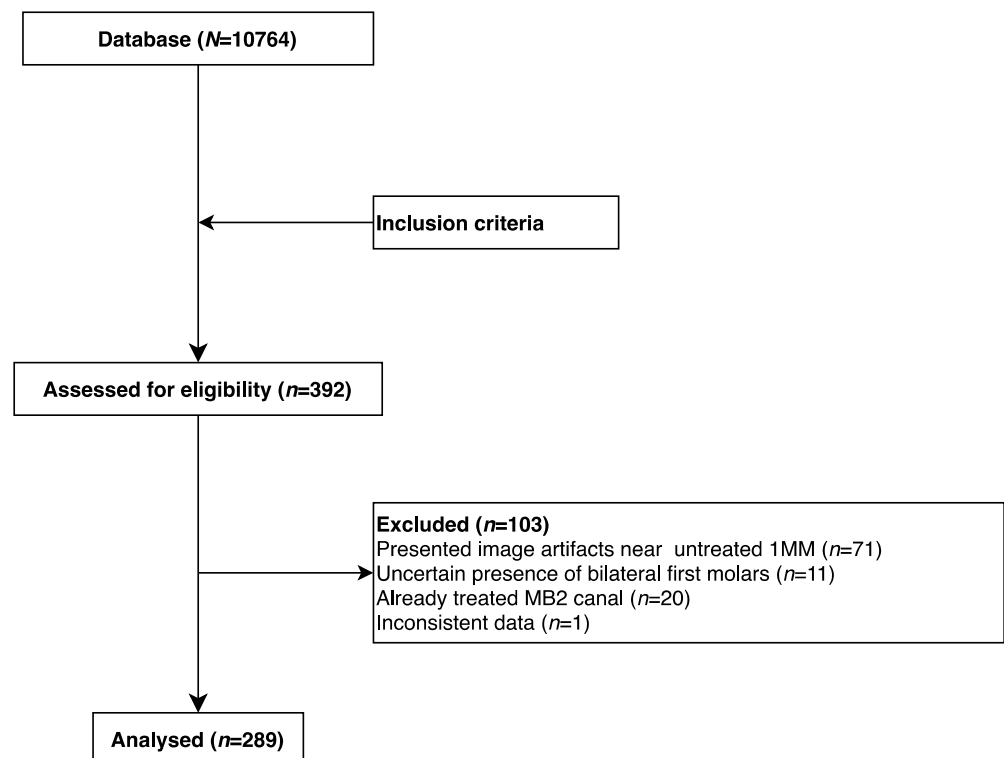 Database (N=10764)
Inclusion criteria
Assessed for eligibility (n=392)
Excluded (n=103)
Presented image artifacts near  untreated 1MM (n=71)
Uncertain presence of bilateral first molars (n=11)
Already treated MB2 canal (n=20)
Inconsistent data (n=1)
Analysed (n=289)